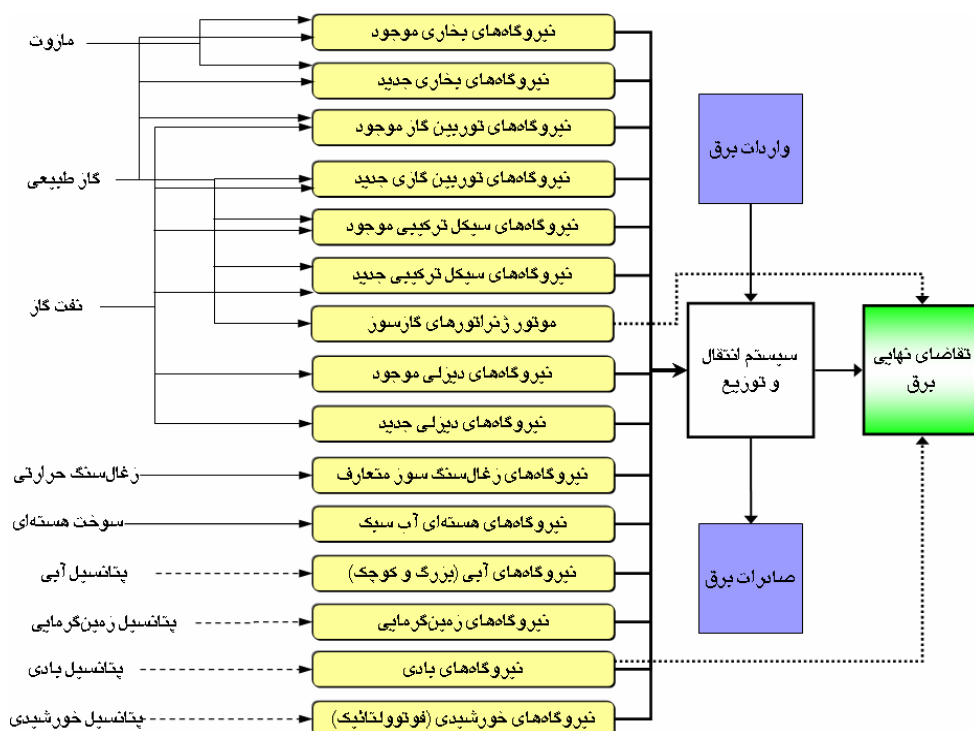 مازوت
گاز طبیعی
نفت گاز
زغال‌سنگ حرارتی
سوخت هسته‌ای
پتانسیل آبی
پتانسیل زمین‌گرمایی
پتانسیل بادی
پتانسیل خورشیدی
نیروگاه‌های بخاری موجود
نیروگاه‌های بخاری جدید
نیروگاه‌های توربین گاز موجود
نیروگاه‌های توربین گازی جدید
نیروگاه‌های سیکل ترکیبی موجود
نیروگاه‌های سیکل ترکیبی جدید
موتور ژنراتورهای گازسوز
نیروگاه‌های دیزلی موجود
نیروگاه‌های دیزلی جدید
نیروگاه‌های زغال‌سنگ سوز متعارف
نیروگاه‌های هسته‌ای آب سبک
نیروگاه‌های آبی (بزرگ و کوچک)
نیروگاه‌های زمین‌گرمایی
نیروگاه‌های بادی
نیروگاه‌های خورشیدی (فوتوولتائیک)
واردات برق
سیستم انتقال
و توزیع
صادرات برق
تقاضای نهایی
برق